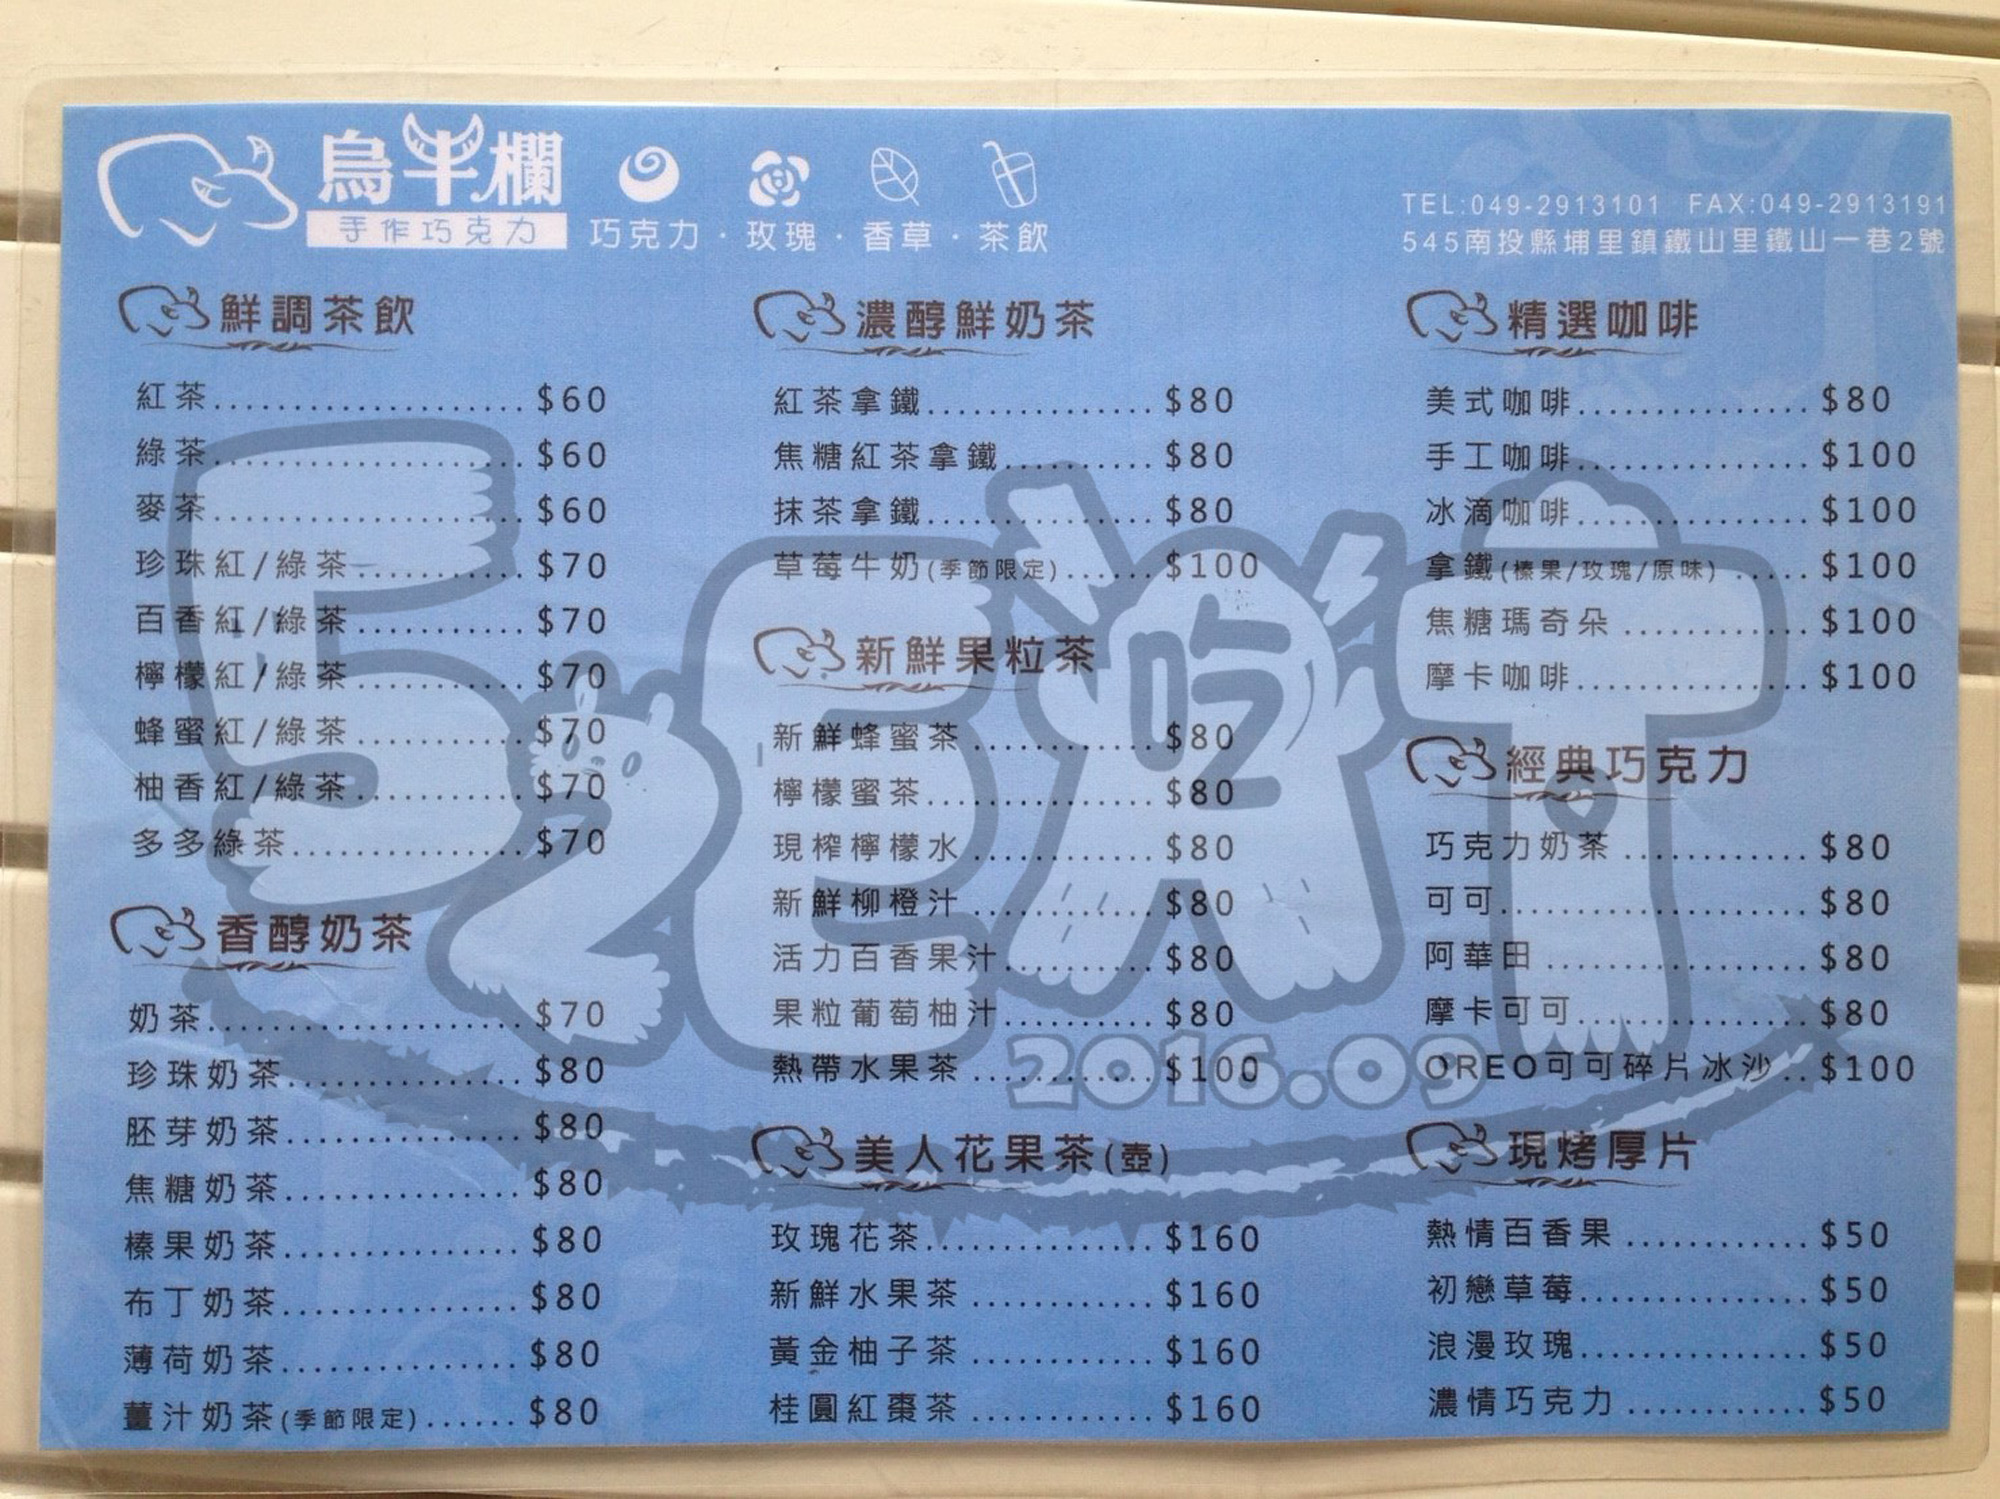 烏牛欄
手作巧克力
巧克力·玫瑰·香草·茶飲
TEL:049-2913101 FAX:049-2913191
545南投縣埔里鎮鐵山里鐵山一巷2號
鮮調茶飲
紅茶......................$60
綠茶......................$60
麥茶......................$60
珍珠紅/綠茶............$70
百香紅/綠茶............$70
檸檬紅/綠茶............$70
蜂蜜紅/綠茶............$70
柚香紅/綠茶............$70
多多綠茶.................$70
香醇奶茶
奶茶......................$70
珍珠奶茶.................$80
胚芽奶茶.................$80
焦糖奶茶.................$80
榛果奶茶.................$80
布丁奶茶.................$80
薄荷奶茶.................$80
薑汁奶茶(季節限定)......$80
濃醇鮮奶茶
紅茶拿鐵................$80
焦糖紅茶拿鐵...........$80
抹茶拿鐵................$80
草莓牛奶(季節限定)......$100
新鮮果粒茶
新鮮蜂蜜茶.............$80
檸檬蜜茶................$80
現榨檸檬水.............$80
新鮮柳橙汁.............$80
活力百香果汁...........$80
果粒葡萄柚汁...........$80
熱帶水果茶.............$100
美人花果茶(壺)
玫瑰花茶................$160
新鮮水果茶.............$160
黃金柚子茶.............$160
桂圓紅棗茶.............$160
精選咖啡
美式咖啡................$80
手工咖啡................$100
冰滴咖啡................$100
拿鐵(榛果/玫瑰/原味)......$100
焦糖瑪奇朵.............$100
摩卡咖啡................$100
經典巧克力
巧克力奶茶.............$80
可可......................$80
阿華田...................$80
摩卡可可................$80
OREO可可碎片冰沙..$100
現烤厚片
熱情百香果.............$50
初戀草莓................$50
浪漫玫瑰................$50
濃情巧克力.............$50
52EAT
吃
2016.09